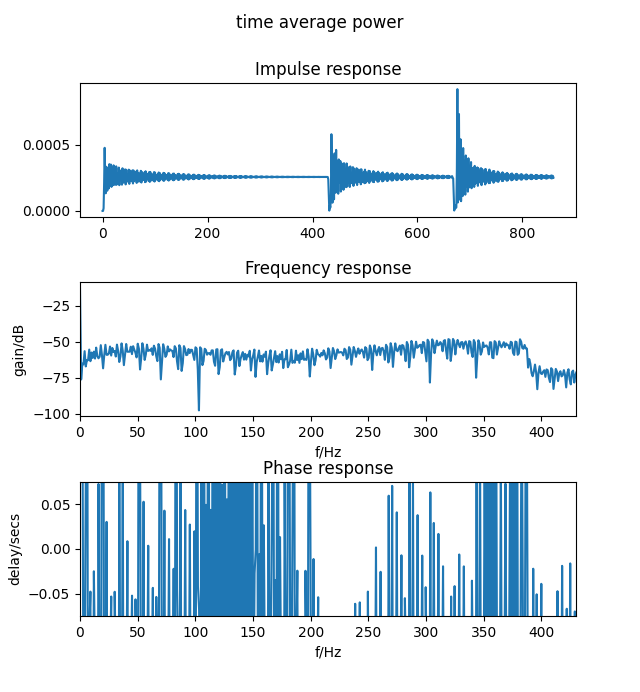 time average power
Impulse response
0.0005
0.0000
0 200 400 600 800
Frequency response
−25
−50
−75
−100
gain/dB
0 50 100 150 200 250 300 350 400
f/Hz
Phase response
0.05
0.00
−0.05
delay/secs
0 50 100 150 200 250 300 350 400
f/Hz